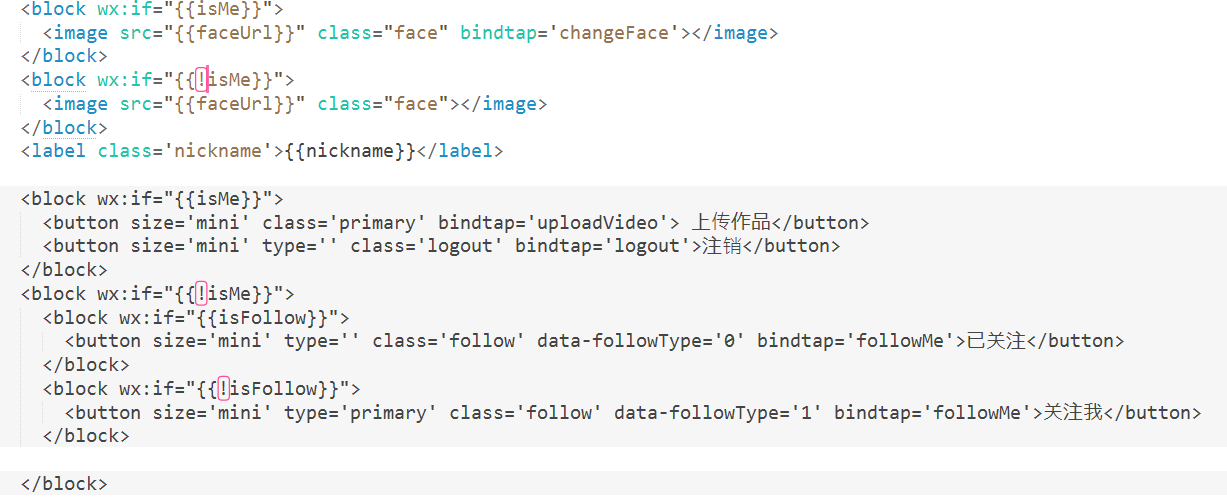 <block wx:if="{{isMe}}">
<image src="{{faceUrl}}" class="face" bindtap='changeFace'></image>
</block>
<block wx:if="{{!isMe}}">
<image src="{{faceUrl}}" class="face"></image>
</block>
<label class='nickname'>{{nickname}}</label>
<block wx:if="{{isMe}}">
<button size='mini' class='primary' bindtap='uploadVideo'> 上传作品</button>
<button size='mini' type='' class='logout' bindtap='logout'>注销</button>
</block>
<block wx:if="{{!isMe}}">
<block wx:if="{{isFollow}}">
<button size='mini' type='' class='follow' data-followType='0' bindtap='followMe'>已关注</button>
</block>
<block wx:if="{{!isFollow}}">
<button size='mini' type='primary' class='follow' data-followType='1' bindtap='followMe'>关注我</button>
</block>
</block>